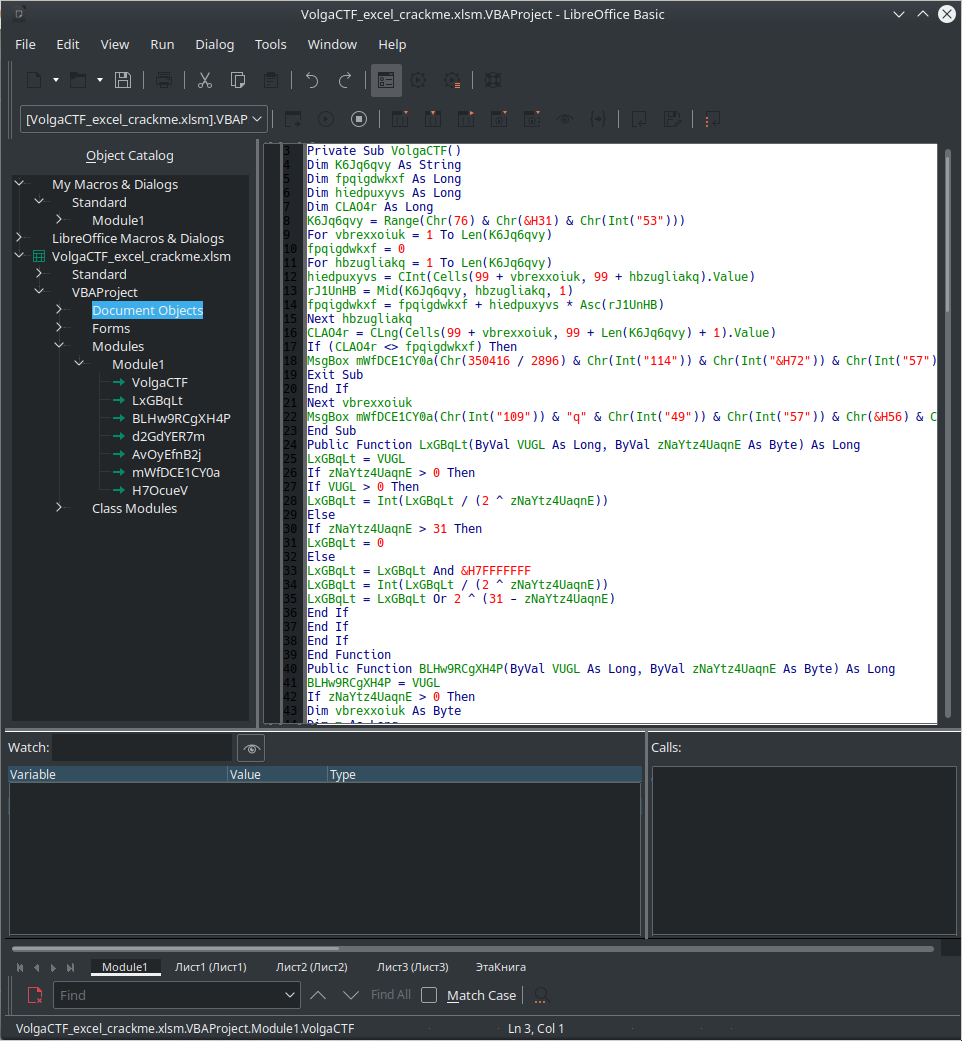 VolgaCTF_excel_crackme.xlsm.VBAProject - LibreOffice Basic
File Edit View Run Dialog Tools Window Help
[VolgaCTF_excel_crackme.xlsm].VBAP
Object Catalog
My Macros & Dialogs
Standard
Module1
LibreOffice Macros & Dialogs
VolgaCTF_excel_crackme.xlsm
Standard
VBAProject
Document Objects
Forms
Modules
Module1
VolgaCTF
LxGBqLt
BLHw9RCgXH4P
d2GdYER7m
AvOyEfnB2j
mWfDCE1CY0a
H7OcueV
Class Modules
3 Private Sub VolgaCTF()
4 Dim K6Jq6qvy As String
5 Dim fpqigdwkxf As Long
6 Dim hiedpuxyvs As Long
7 Dim CLAO4r As Long
8 K6Jq6qvy = Range(Chr(76) & Chr(&H31) & Chr(Int("53")))
9 For vbrexxoiuk = 1 To Len(K6Jq6qvy)
10 fpqigdwkxf = 0
11 For hbzugliakq = 1 To Len(K6Jq6qvy)
12 hiedpuxyvs = CInt(Cells(99 + vbrexxoiuk, 99 + hbzugliakq).Value)
13 rJ1UnHB = Mid(K6Jq6qvy, hbzugliakq, 1)
14 fpqigdwkxf = fpqigdwkxf + hiedpuxyvs * Asc(rJ1UnHB)
15 Next hbzugliakq
16 CLAO4r = CLng(Cells(99 + vbrexxoiuk, 99 + Len(K6Jq6qvy) + 1).Value)
17 If (CLAO4r <> fpqigdwkxf) Then
18 MsgBox mWfDCE1CY0a(Chr(350416 / 2896) & Chr(Int("114")) & Chr(Int("&H72")) & Chr(Int("57")
19 Exit Sub
20 End If
21 Next vbrexxoiuk
22 MsgBox mWfDCE1CY0a(Chr(Int("109")) & "q" & Chr(Int("49")) & Chr(Int("57")) & Chr(&H56) & C
23 End Sub
24 Public Function LxGBqLt(ByVal VUGL As Long, ByVal zNaYtz4UaqnE As Byte) As Long
25 LxGBqLt = VUGL
26 If zNaYtz4UaqnE > 0 Then
27 If VUGL > 0 Then
28 LxGBqLt = Int(LxGBqLt / (2 ^ zNaYtz4UaqnE))
29 Else
30 If zNaYtz4UaqnE > 31 Then
31 LxGBqLt = 0
32 Else
33 LxGBqLt = LxGBqLt And &H7FFFFFFF
34 LxGBqLt = Int(LxGBqLt / (2 ^ zNaYtz4UaqnE))
35 LxGBqLt = LxGBqLt Or 2 ^ (31 - zNaYtz4UaqnE)
36 End If
37 End If
38 End If
39 End Function
40 Public Function BLHw9RCgXH4P(ByVal VUGL As Long, ByVal zNaYtz4UaqnE As Byte) As Long
41 BLHw9RCgXH4P = VUGL
42 If zNaYtz4UaqnE > 0 Then
43 Dim vbrexxoiuk As Byte
Watch:
Calls:
Variable Value Type
Module1 Лист1 (Лист1) Лист2 (Лист2) Лист3 (Лист3) ЭтаКнига
Find Find All Match Case
VolgaCTF_excel_crackme.xlsm.VBAProject.Module1.VolgaCTF Ln 3, Col 1